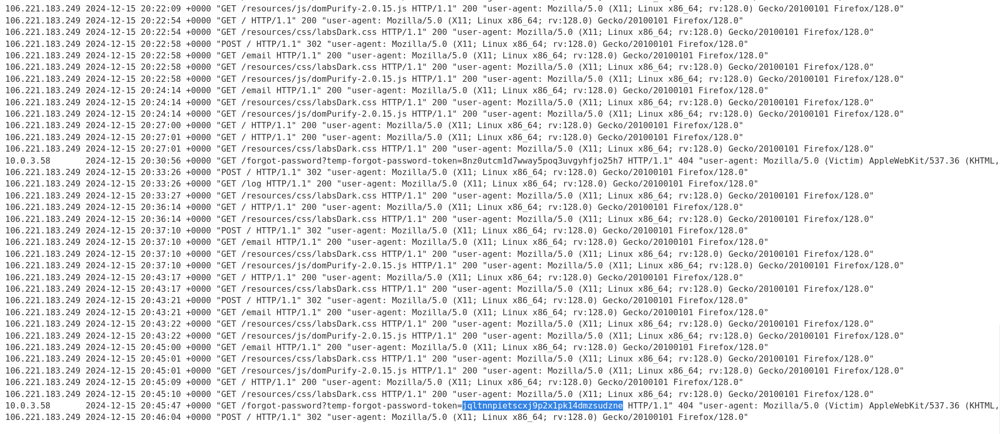 106.221.183.249 2024-12-15 20:22:09 +0000 "GET /resources/js/domPurify-2.0.15.js HTTP/1.1" 200 "user-agent: Mozilla/5.0 (X11; Linux x86_64; rv:128.0) Gecko/20100101 Firefox/128.0"
106.221.183.249 2024-12-15 20:22:54 +0000 "GET / HTTP/1.1" 200 "user-agent: Mozilla/5.0 (X11; Linux x86_64; rv:128.0) Gecko/20100101 Firefox/128.0"
106.221.183.249 2024-12-15 20:22:54 +0000 "GET /resources/css/labsDark.css HTTP/1.1" 200 "user-agent: Mozilla/5.0 (X11; Linux x86_64; rv:128.0) Gecko/20100101 Firefox/128.0"
106.221.183.249 2024-12-15 20:22:58 +0000 "POST / HTTP/1.1" 302 "user-agent: Mozilla/5.0 (X11; Linux x86_64; rv:128.0) Gecko/20100101 Firefox/128.0"
106.221.183.249 2024-12-15 20:22:58 +0000 "GET /email HTTP/1.1" 200 "user-agent: Mozilla/5.0 (X11; Linux x86_64; rv:128.0) Gecko/20100101 Firefox/128.0"
106.221.183.249 2024-12-15 20:22:58 +0000 "GET /resources/css/labsDark.css HTTP/1.1" 200 "user-agent: Mozilla/5.0 (X11; Linux x86_64; rv:128.0) Gecko/20100101 Firefox/128.0"
106.221.183.249 2024-12-15 20:22:58 +0000 "GET /resources/js/domPurify-2.0.15.js HTTP/1.1" 200 "user-agent: Mozilla/5.0 (X11; Linux x86_64; rv:128.0) Gecko/20100101 Firefox/128.0"
106.221.183.249 2024-12-15 20:24:14 +0000 "GET /email HTTP/1.1" 200 "user-agent: Mozilla/5.0 (X11; Linux x86_64; rv:128.0) Gecko/20100101 Firefox/128.0"
106.221.183.249 2024-12-15 20:24:14 +0000 "GET /resources/css/labsDark.css HTTP/1.1" 200 "user-agent: Mozilla/5.0 (X11; Linux x86_64; rv:128.0) Gecko/20100101 Firefox/128.0"
106.221.183.249 2024-12-15 20:24:14 +0000 "GET /resources/js/domPurify-2.0.15.js HTTP/1.1" 200 "user-agent: Mozilla/5.0 (X11; Linux x86_64; rv:128.0) Gecko/20100101 Firefox/128.0"
106.221.183.249 2024-12-15 20:27:00 +0000 "GET / HTTP/1.1" 200 "user-agent: Mozilla/5.0 (X11; Linux x86_64; rv:128.0) Gecko/20100101 Firefox/128.0"
106.221.183.249 2024-12-15 20:27:01 +0000 "GET / HTTP/1.1" 200 "user-agent: Mozilla/5.0 (X11; Linux x86_64; rv:128.0) Gecko/20100101 Firefox/128.0"
106.221.183.249 2024-12-15 20:27:01 +0000 "GET /resources/css/labsDark.css HTTP/1.1" 200 "user-agent: Mozilla/5.0 (X11; Linux x86_64; rv:128.0) Gecko/20100101 Firefox/128.0"
10.0.3.58       2024-12-15 20:30:56 +0000 "GET /forgot-password?temp-forgot-password-token=8nz0utcm1d7wway5poq3uvgyhfjo25h7 HTTP/1.1" 404 "user-agent: Mozilla/5.0 (Victim) AppleWebKit/537.36 (KHTML,
106.221.183.249 2024-12-15 20:33:26 +0000 "POST / HTTP/1.1" 302 "user-agent: Mozilla/5.0 (X11; Linux x86_64; rv:128.0) Gecko/20100101 Firefox/128.0"
106.221.183.249 2024-12-15 20:33:26 +0000 "GET /log HTTP/1.1" 200 "user-agent: Mozilla/5.0 (X11; Linux x86_64; rv:128.0) Gecko/20100101 Firefox/128.0"
106.221.183.249 2024-12-15 20:33:27 +0000 "GET /resources/css/labsDark.css HTTP/1.1" 200 "user-agent: Mozilla/5.0 (X11; Linux x86_64; rv:128.0) Gecko/20100101 Firefox/128.0"
106.221.183.249 2024-12-15 20:36:14 +0000 "GET / HTTP/1.1" 200 "user-agent: Mozilla/5.0 (X11; Linux x86_64; rv:128.0) Gecko/20100101 Firefox/128.0"
106.221.183.249 2024-12-15 20:36:14 +0000 "GET /resources/css/labsDark.css HTTP/1.1" 200 "user-agent: Mozilla/5.0 (X11; Linux x86_64; rv:128.0) Gecko/20100101 Firefox/128.0"
106.221.183.249 2024-12-15 20:37:10 +0000 "POST / HTTP/1.1" 302 "user-agent: Mozilla/5.0 (X11; Linux x86_64; rv:128.0) Gecko/20100101 Firefox/128.0"
106.221.183.249 2024-12-15 20:37:10 +0000 "GET /email HTTP/1.1" 200 "user-agent: Mozilla/5.0 (X11; Linux x86_64; rv:128.0) Gecko/20100101 Firefox/128.0"
106.221.183.249 2024-12-15 20:37:10 +0000 "GET /resources/css/labsDark.css HTTP/1.1" 200 "user-agent: Mozilla/5.0 (X11; Linux x86_64; rv:128.0) Gecko/20100101 Firefox/128.0"
106.221.183.249 2024-12-15 20:37:10 +0000 "GET /resources/js/domPurify-2.0.15.js HTTP/1.1" 200 "user-agent: Mozilla/5.0 (X11; Linux x86_64; rv:128.0) Gecko/20100101 Firefox/128.0"
106.221.183.249 2024-12-15 20:43:17 +0000 "GET / HTTP/1.1" 200 "user-agent: Mozilla/5.0 (X11; Linux x86_64; rv:128.0) Gecko/20100101 Firefox/128.0"
106.221.183.249 2024-12-15 20:43:17 +0000 "GET /resources/css/labsDark.css HTTP/1.1" 200 "user-agent: Mozilla/5.0 (X11; Linux x86_64; rv:128.0) Gecko/20100101 Firefox/128.0"
106.221.183.249 2024-12-15 20:43:21 +0000 "POST / HTTP/1.1" 302 "user-agent: Mozilla/5.0 (X11; Linux x86_64; rv:128.0) Gecko/20100101 Firefox/128.0"
106.221.183.249 2024-12-15 20:43:21 +0000 "GET /email HTTP/1.1" 200 "user-agent: Mozilla/5.0 (X11; Linux x86_64; rv:128.0) Gecko/20100101 Firefox/128.0"
106.221.183.249 2024-12-15 20:43:22 +0000 "GET /resources/css/labsDark.css HTTP/1.1" 200 "user-agent: Mozilla/5.0 (X11; Linux x86_64; rv:128.0) Gecko/20100101 Firefox/128.0"
106.221.183.249 2024-12-15 20:43:22 +0000 "GET /resources/js/domPurify-2.0.15.js HTTP/1.1" 200 "user-agent: Mozilla/5.0 (X11; Linux x86_64; rv:128.0) Gecko/20100101 Firefox/128.0"
106.221.183.249 2024-12-15 20:45:00 +0000 "GET /email HTTP/1.1" 200 "user-agent: Mozilla/5.0 (X11; Linux x86_64; rv:128.0) Gecko/20100101 Firefox/128.0"
106.221.183.249 2024-12-15 20:45:01 +0000 "GET /resources/css/labsDark.css HTTP/1.1" 200 "user-agent: Mozilla/5.0 (X11; Linux x86_64; rv:128.0) Gecko/20100101 Firefox/128.0"
106.221.183.249 2024-12-15 20:45:01 +0000 "GET /resources/js/domPurify-2.0.15.js HTTP/1.1" 200 "user-agent: Mozilla/5.0 (X11; Linux x86_64; rv:128.0) Gecko/20100101 Firefox/128.0"
106.221.183.249 2024-12-15 20:45:09 +0000 "GET / HTTP/1.1" 200 "user-agent: Mozilla/5.0 (X11; Linux x86_64; rv:128.0) Gecko/20100101 Firefox/128.0"
106.221.183.249 2024-12-15 20:45:10 +0000 "GET /resources/css/labsDark.css HTTP/1.1" 200 "user-agent: Mozilla/5.0 (X11; Linux x86_64; rv:128.0) Gecko/20100101 Firefox/128.0"
10.0.3.58       2024-12-15 20:45:47 +0000 "GET /forgot-password?temp-forgot-password-token=jqltnnpietscxj9p2x1pk14dmzsudzne HTTP/1.1" 404 "user-agent: Mozilla/5.0 (Victim) AppleWebKit/537.36 (KHTML,
106.221.183.249 2024-12-15 20:46:04 +0000 "POST / HTTP/1.1" 302 "user-agent: Mozilla/5.0 (X11; Linux x86_64; rv:128.0) Gecko/20100101 Firefox/128.0"